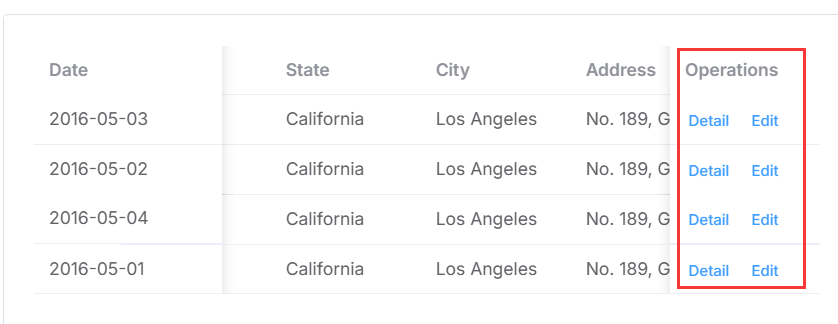 Date State City Address Operations
2016-05-03 California Los Angeles No. 189, G Detail Edit
2016-05-02 California Los Angeles No. 189, G Detail Edit
2016-05-04 California Los Angeles No. 189, G Detail Edit
2016-05-01 California Los Angeles No. 189, G Detail Edit